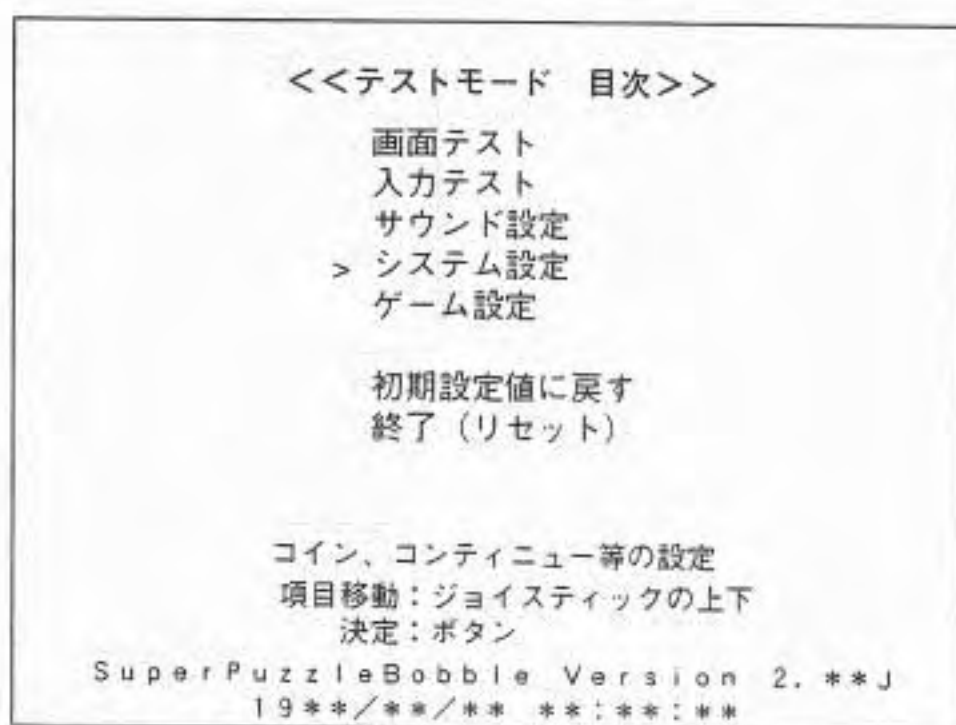 <<テストモード　目次>>
画面テスト
入力テスト
サウンド設定
> システム設定
ゲーム設定
初期設定値に戻す
終了（リセット）
コイン、コンティニュー等の設定
項目移動：ジョイスティックの上下
決定：ボタン
SuperPuzzleBobble Version 2.**J
19**/**/** **:**:**